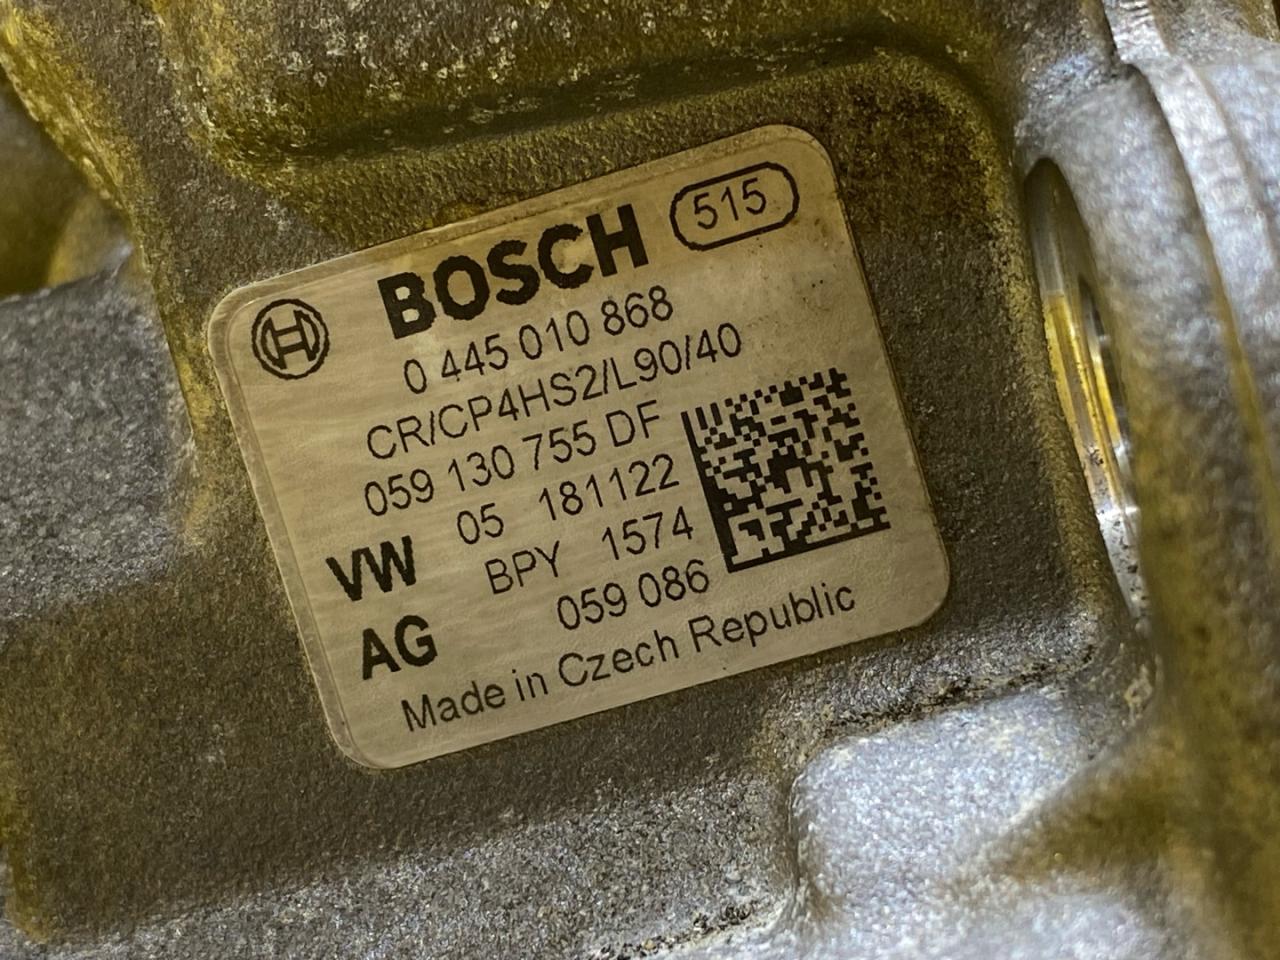 BOSCH 515
0 445 010 868
CR/CP4HS2/L90/40
059 130 755 DF
05 181122
VW BPY 1574
AG 059 086
Made in Czech Republic